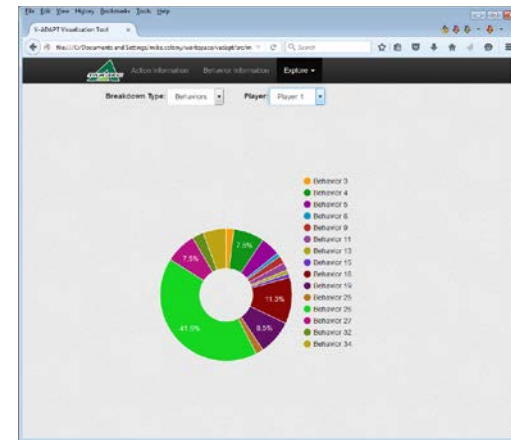 File Edit View History Bookmarks Tools Help
V-ADAPT Visualization Tool
Search
Action Information Behavior Information Explore
Breakdown Type: Behaviors Player: Player 1
Behavior 3
Behavior 4
Behavior 5
Behavior 6
Behavior 9
Behavior 11
Behavior 13
Behavior 15
Behavior 18
Behavior 19
Behavior 25
Behavior 26
Behavior 27
Behavior 32
Behavior 34
7.5%
7.5%
11.3%
41.5%
8.5%